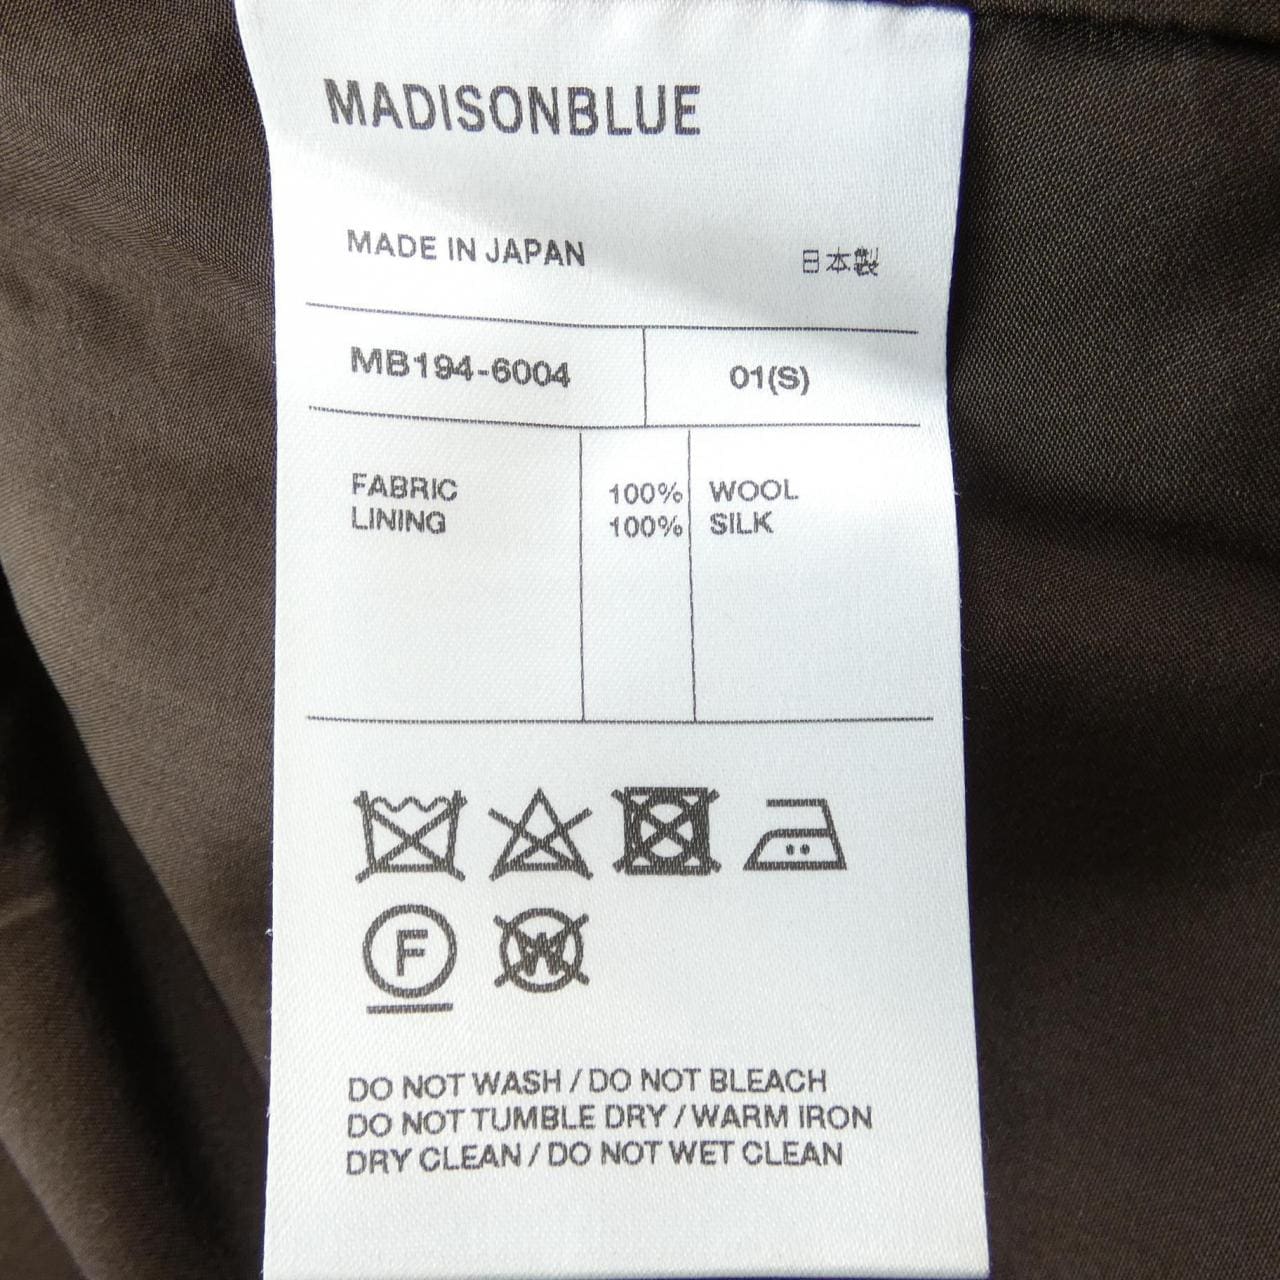 MADISONBLUE
MADE IN JAPAN 日本製
MB194-6004 01(S)
FABRIC 100% WOOL
LINING 100% SILK
F W
DO NOT WASH / DO NOT BLEACH
DO NOT TUMBLE DRY / WARM IRON
DRY CLEAN / DO NOT WET CLEAN